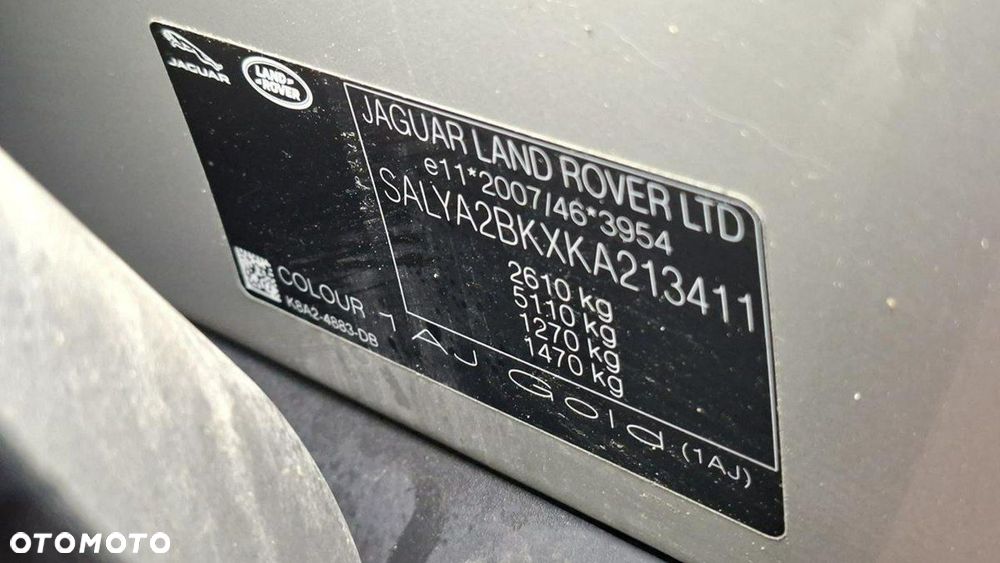 JAGUAR
LAND ROVER
JAGUAR LAND ROVER LTD
e11*2007/46*3954
SALYA2BKXKA213411
2610 kg
5110 kg
1270 kg
1470 kg
COLOUR 1AJ Gold (1AJ)
K8A2-4883-DB
OTOMOTO